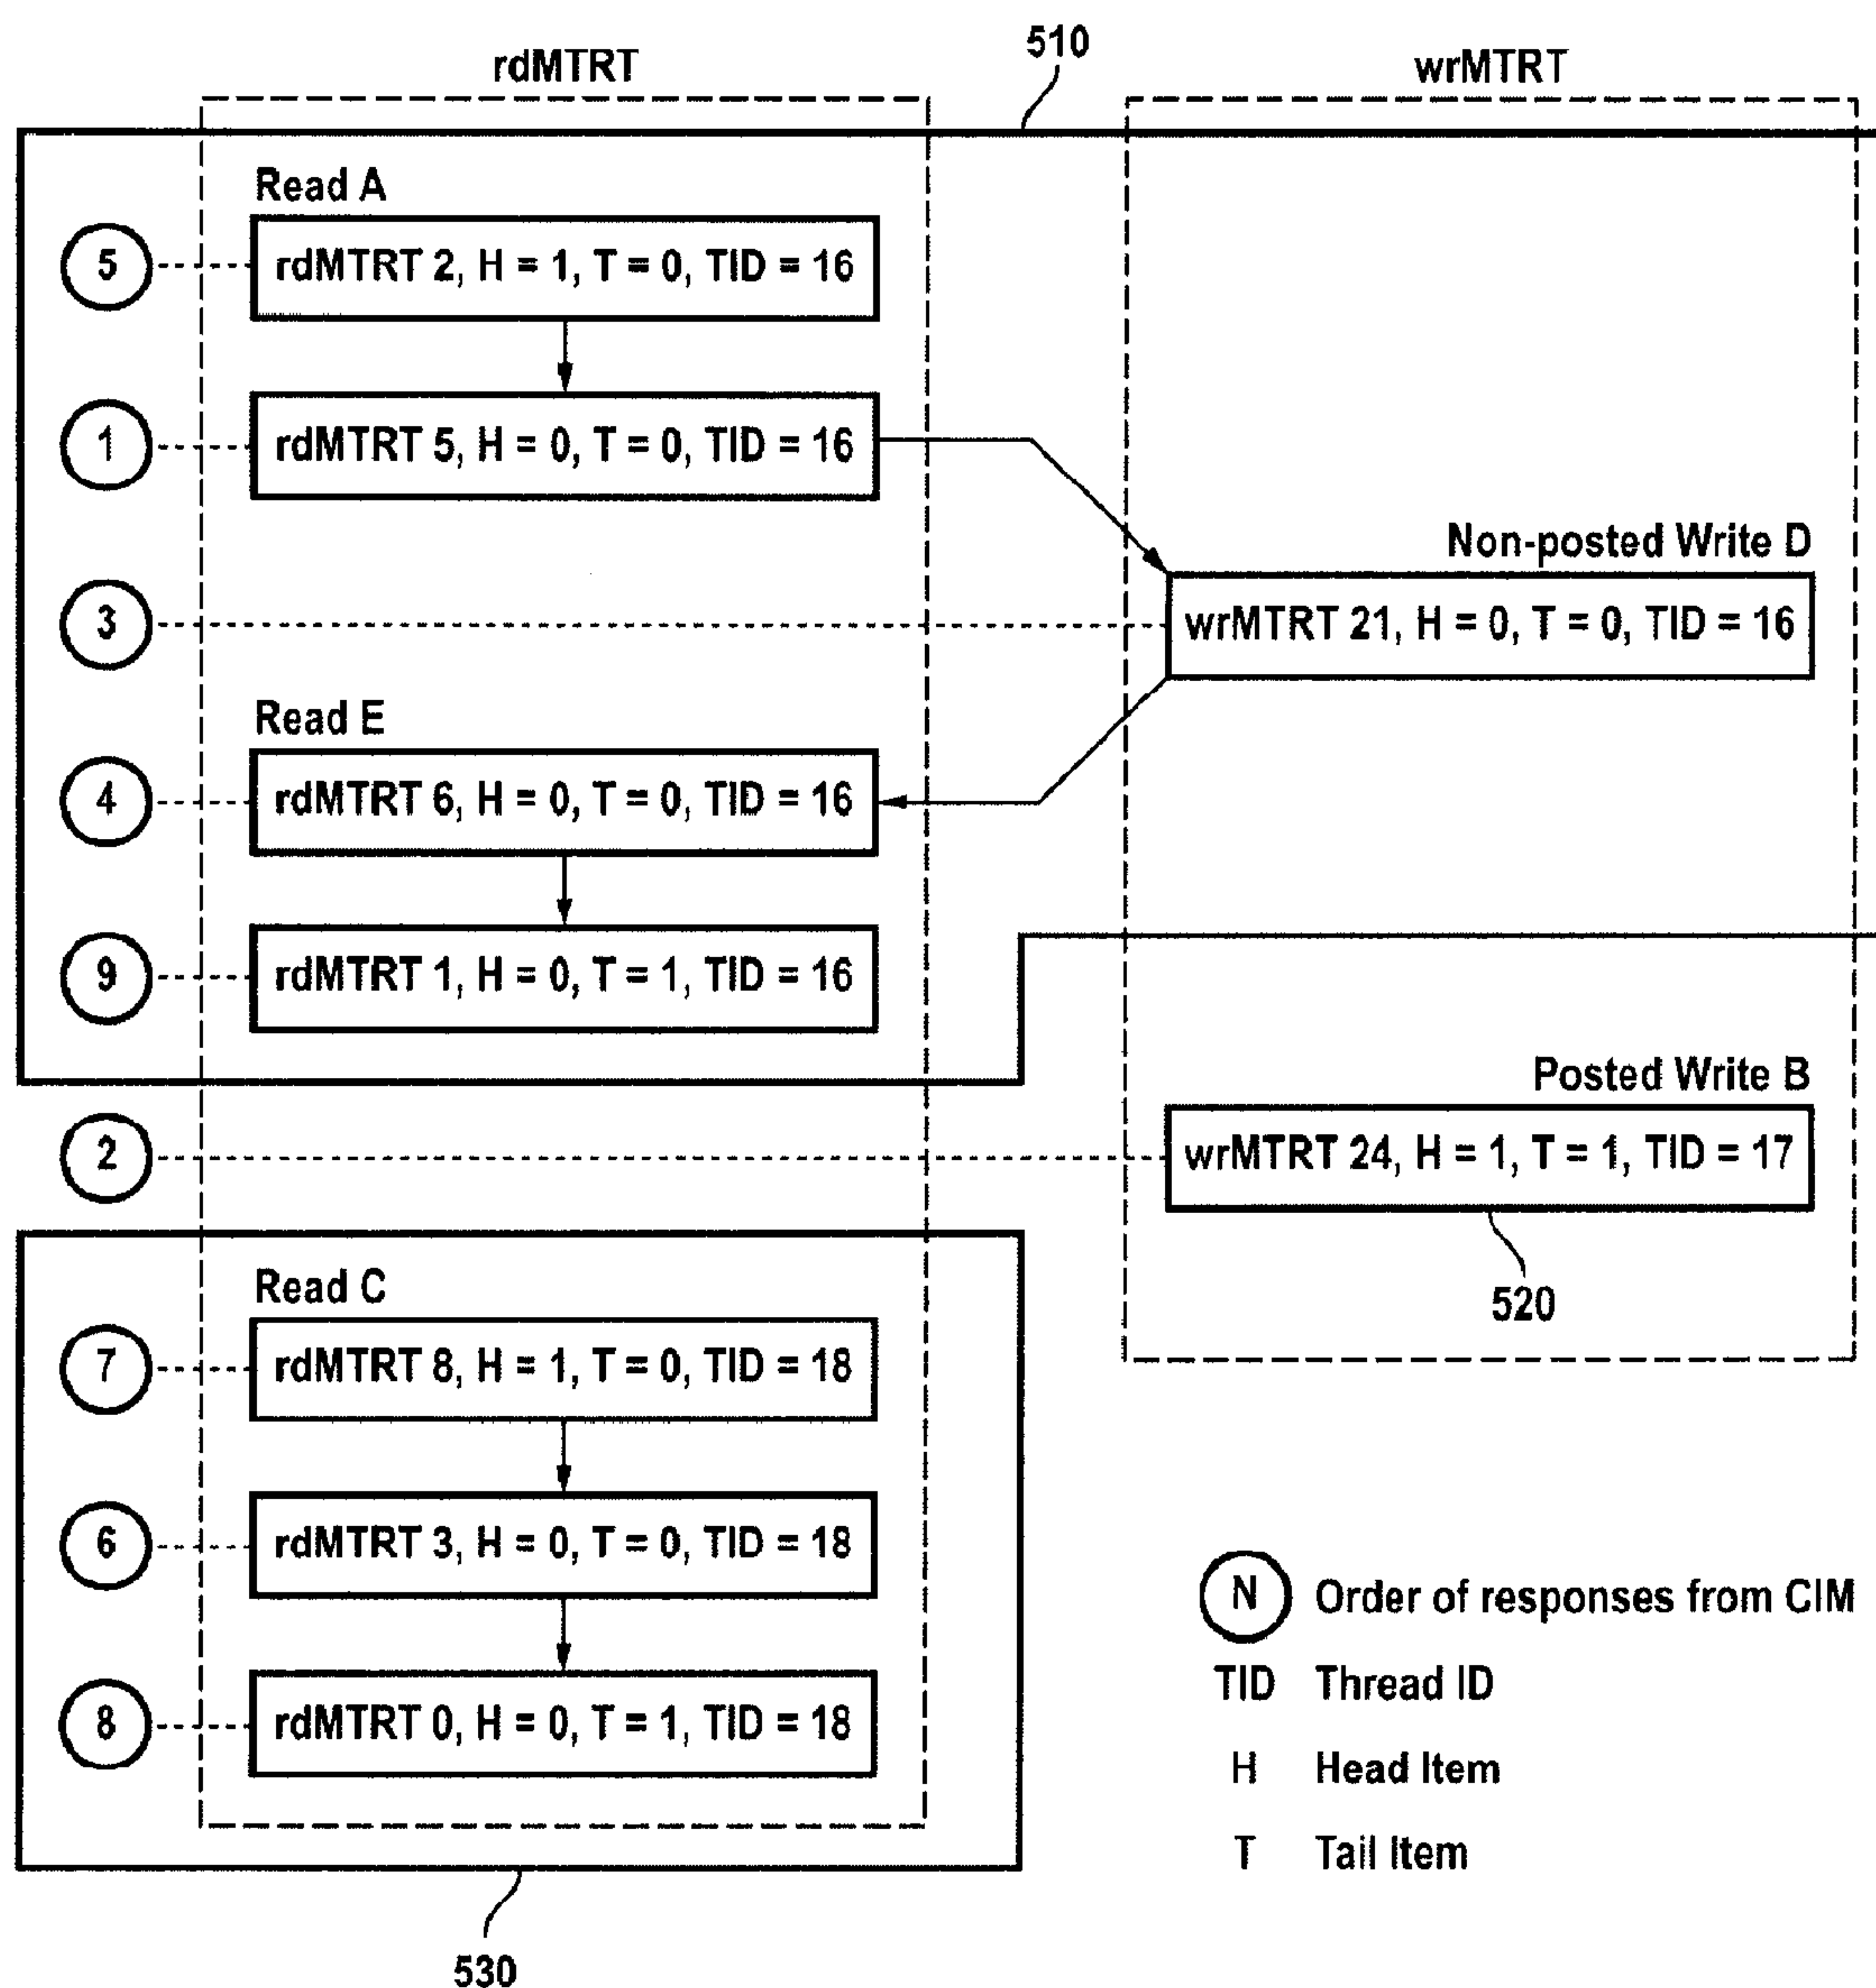 510
rdMTRT
wrMTRT
Read A
5
rdMTRT 2, H = 1, T = 0, TID = 16
1
rdMTRT 5, H = 0, T = 0, TID = 16
Non-posted Write D
3
wrMTRT 21, H = 0, T = 0, TID = 16
Read E
4
rdMTRT 6, H = 0, T = 0, TID = 16
9
rdMTRT 1, H = 0, T = 1, TID = 16
Posted Write B
2
wrMTRT 24, H = 1, T = 1, TID = 17
520
Read C
7
rdMTRT 8, H = 1, T = 0, TID = 18
6
rdMTRT 3, H = 0, T = 0, TID = 18
8
rdMTRT 0, H = 0, T = 1, TID = 18
530
N Order of responses from CIM
TID Thread ID
H Head Item
T Tail Item